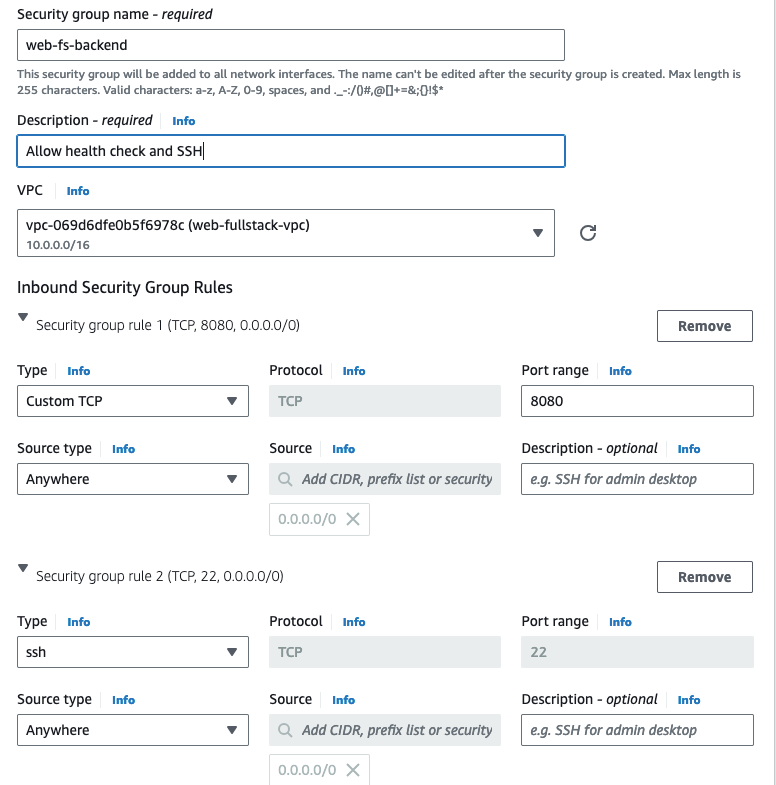 Security group name - required
web-fs-backend
This security group will be added to all network interfaces. The name can't be edited after the security group is created. Max length is
255 characters. Valid characters: a-z, A-Z, 0-9, spaces, and ._-:/()#,@[]+=&;{}!$*
Description - required Info
Allow health check and SSH
VPC Info
vpc-069d6dfe0b5f6978c (web-fullstack-vpc)
10.0.0.0/16
Inbound Security Group Rules
Security group rule 1 (TCP, 8080, 0.0.0.0/0) Remove
Type Info Protocol Info Port range Info
Custom TCP TCP 8080
Source type Info Source Info Description - optional Info
Anywhere Add CIDR, prefix list or security e.g. SSH for admin desktop
0.0.0.0/0
Security group rule 2 (TCP, 22, 0.0.0.0/0) Remove
Type Info Protocol Info Port range Info
ssh TCP 22
Source type Info Source Info Description - optional Info
Anywhere Add CIDR, prefix list or security e.g. SSH for admin desktop
0.0.0.0/0